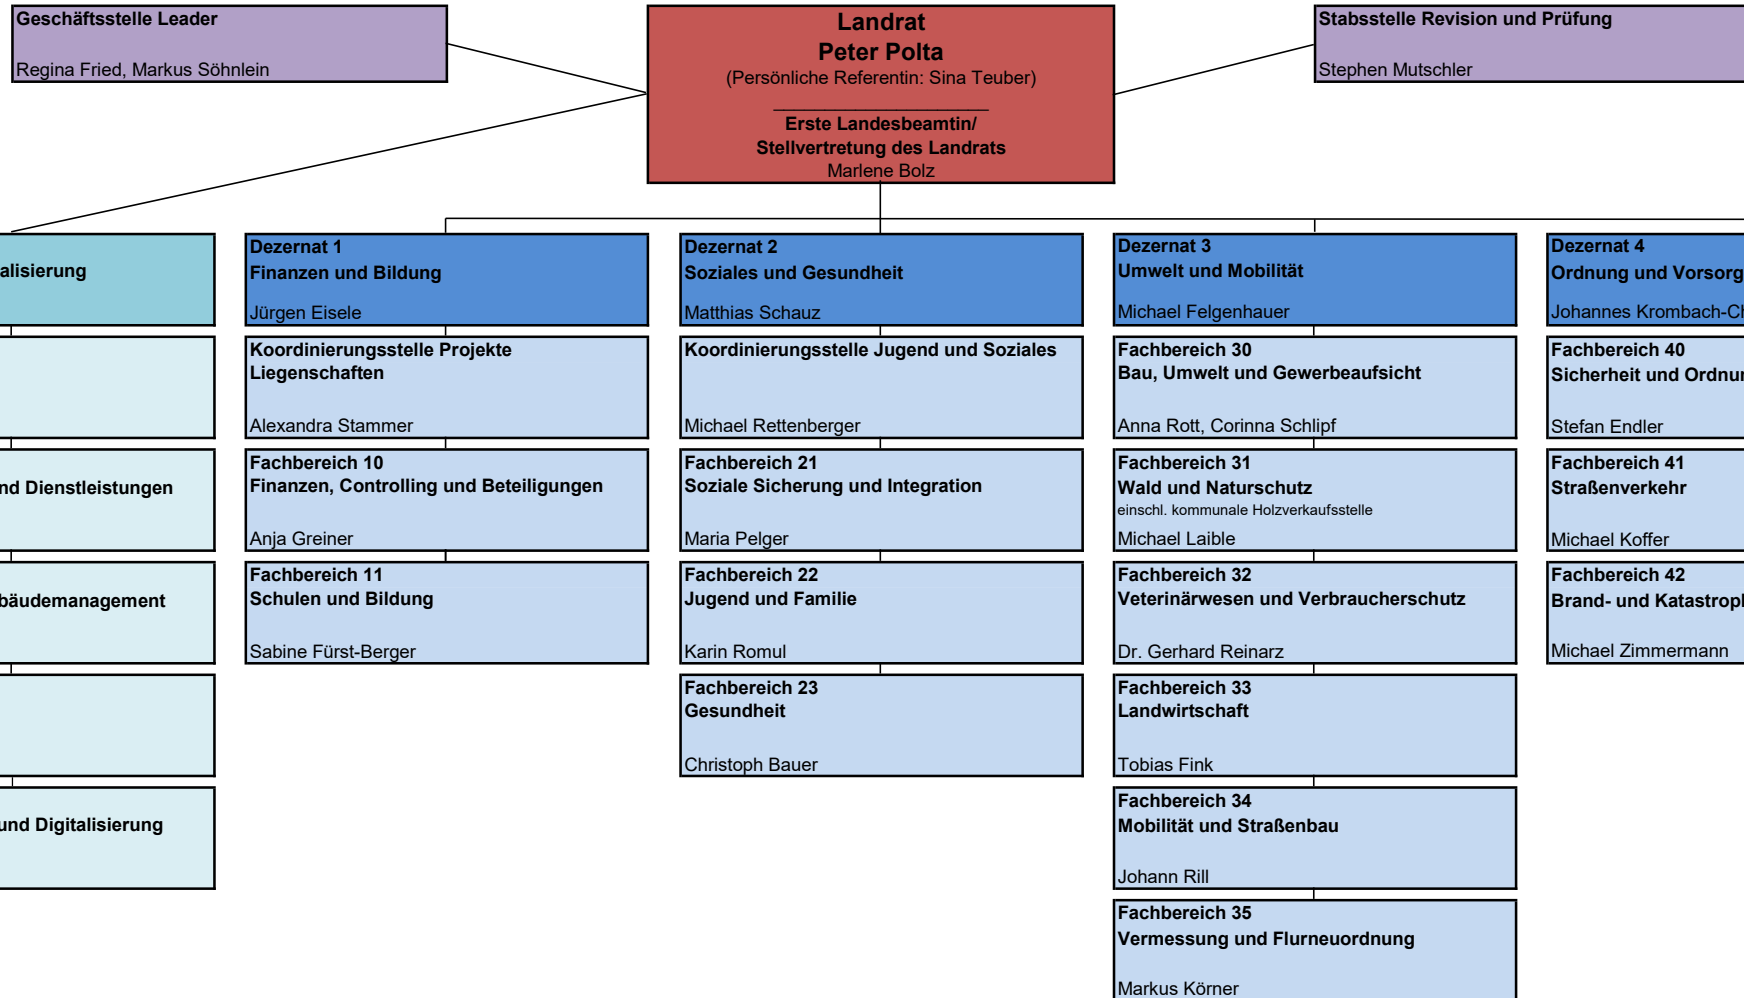 Geschäftsstelle Leader
Regina Fried, Markus Söhnlein
Landrat
Peter Polta
(Persönliche Referentin: Sina Teuber)
Erste Landesbeamtin/
Stellvertretung des Landrats
Marlene Bolz
Stabsstelle Revision und Prüfung
Stephen Mutschler
alisierung
nd Dienstleistungen
bäudemanagement
und Digitalisierung
Dezernat 1
Finanzen und Bildung
Jürgen Eisele
Koordinierungsstelle Projekte
Liegenschaften
Alexandra Stammer
Fachbereich 10
Finanzen, Controlling und Beteiligungen
Anja Greiner
Fachbereich 11
Schulen und Bildung
Sabine Fürst-Berger
Dezernat 2
Soziales und Gesundheit
Matthias Schauz
Koordinierungsstelle Jugend und Soziales
Michael Rettenberger
Fachbereich 21
Soziale Sicherung und Integration
Maria Pelger
Fachbereich 22
Jugend und Familie
Karin Romul
Fachbereich 23
Gesundheit
Christoph Bauer
Dezernat 3
Umwelt und Mobilität
Michael Felgenhauer
Fachbereich 30
Bau, Umwelt und Gewerbeaufsicht
Anna Rott, Corinna Schlipf
Fachbereich 31
Wald und Naturschutz
einschl. kommunale Holzverkaufsstelle
Michael Laible
Fachbereich 32
Veterinärwesen und Verbraucherschutz
Dr. Gerhard Reinarz
Fachbereich 33
Landwirtschaft
Tobias Fink
Fachbereich 34
Mobilität und Straßenbau
Johann Rill
Fachbereich 35
Vermessung und Flurneuordnung
Markus Körner
Dezernat 4
Ordnung und Vorsorg
Johannes Krombach-Ch
Fachbereich 40
Sicherheit und Ordnun
Stefan Endler
Fachbereich 41
Straßenverkehr
Michael Koffer
Fachbereich 42
Brand- und Katastroph
Michael Zimmermann